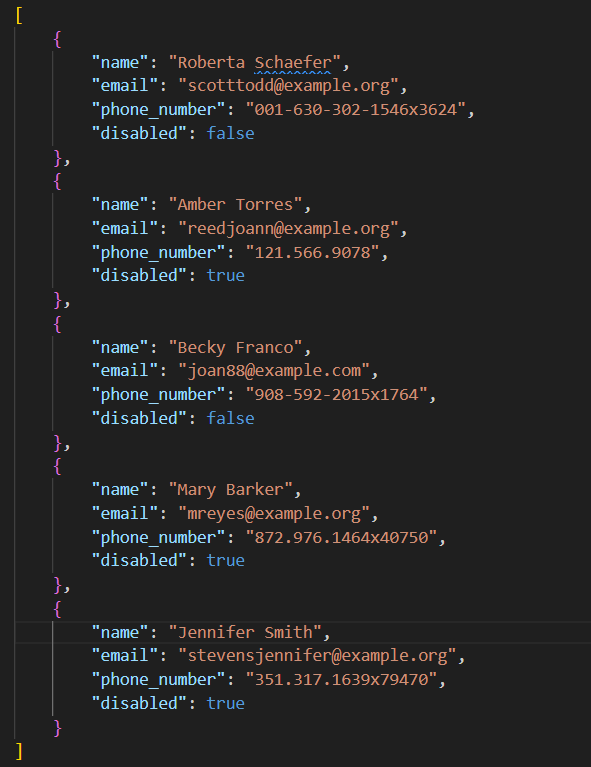 [
    {
        "name": "Roberta Schaefer",
        "email": "scotttodd@example.org",
        "phone_number": "001-630-302-1546x3624",
        "disabled": false
    },
    {
        "name": "Amber Torres",
        "email": "reedjoann@example.org",
        "phone_number": "121.566.9078",
        "disabled": true
    },
    {
        "name": "Becky Franco",
        "email": "joan88@example.com",
        "phone_number": "908-592-2015x1764",
        "disabled": false
    },
    {
        "name": "Mary Barker",
        "email": "mreyes@example.org",
        "phone_number": "872.976.1464x40750",
        "disabled": true
    },
    {
        "name": "Jennifer Smith",
        "email": "stevensjennifer@example.org",
        "phone_number": "351.317.1639x79470",
        "disabled": true
    }
]